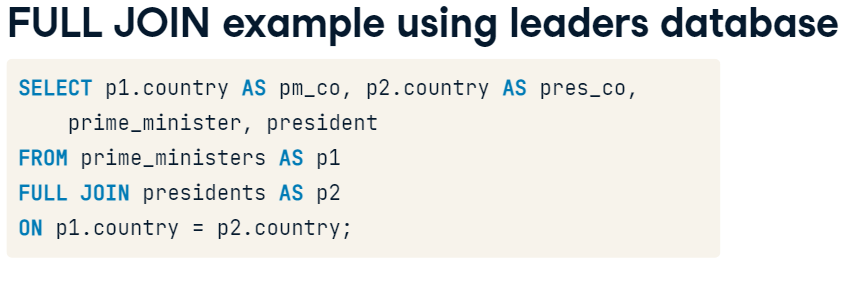 FULL JOIN example using leaders database
SELECT p1.country AS pm_co, p2.country AS pres_co,
    prime_minister, president
FROM prime_ministers AS p1
FULL JOIN presidents AS p2
ON p1.country = p2.country;